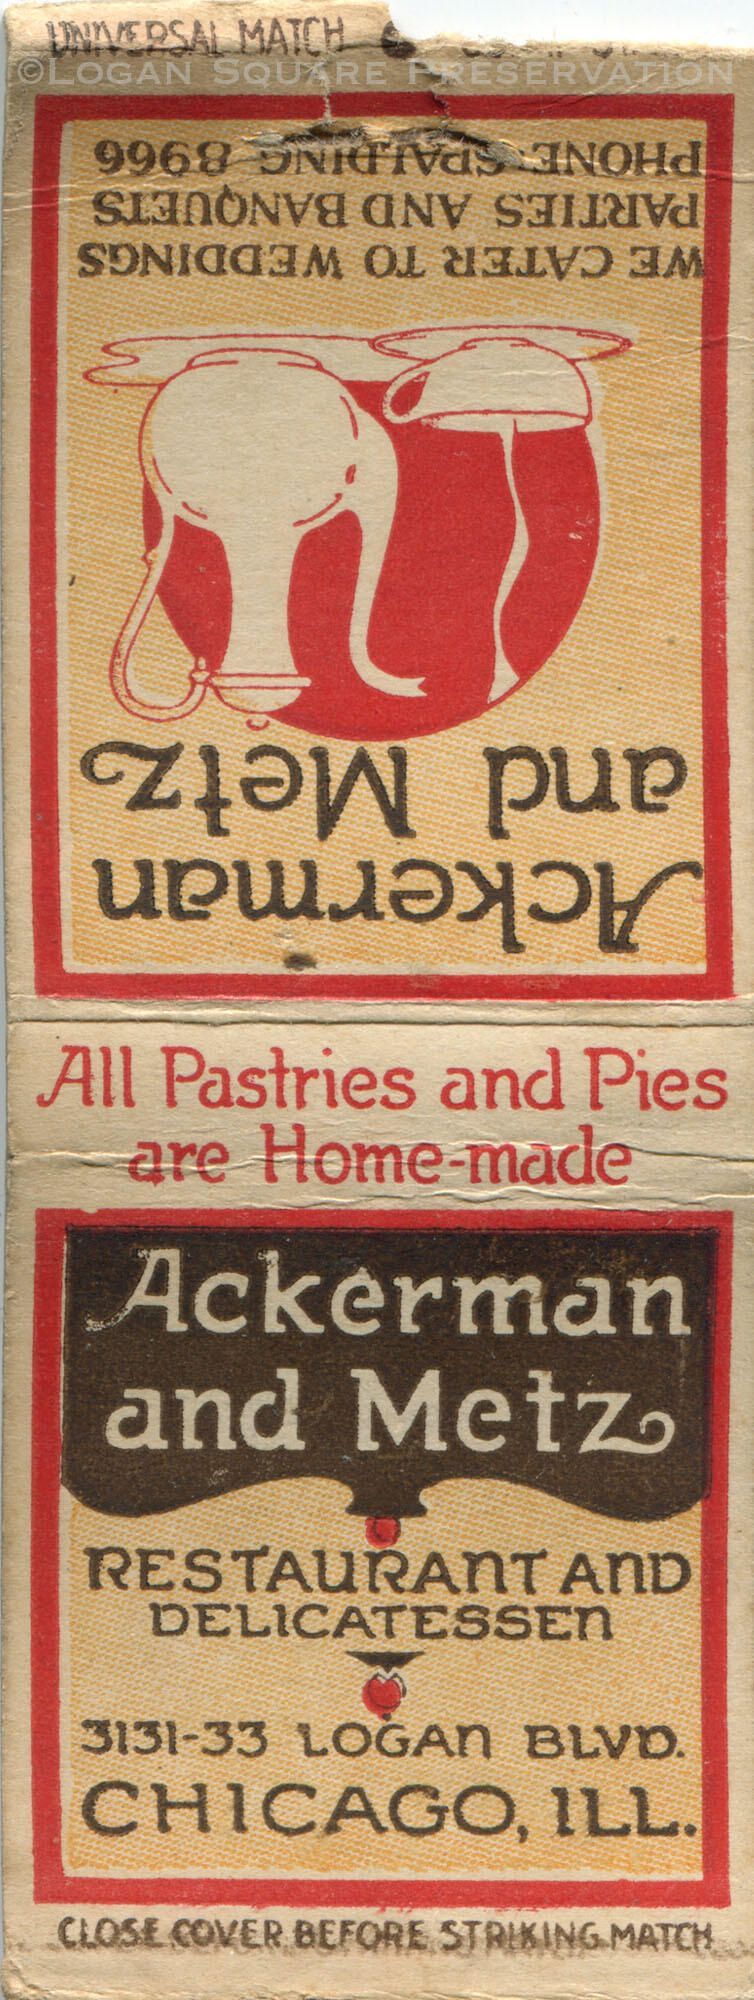 UNIVERSAL MATCH
©LOGAN SQUARE PRESERVATION
Ackerman
and Metz
WE CATER TO WEDDINGS
PARTIES AND BANQUETS
PHONE: SPALDING 8966
All Pastries and Pies
are Home-made
Ackerman
and Metz
RESTAURANT AND
DELICATESSEN
3131-33 LOGAN BLVD.
CHICAGO, ILL.
CLOSE COVER BEFORE STRIKING MATCH